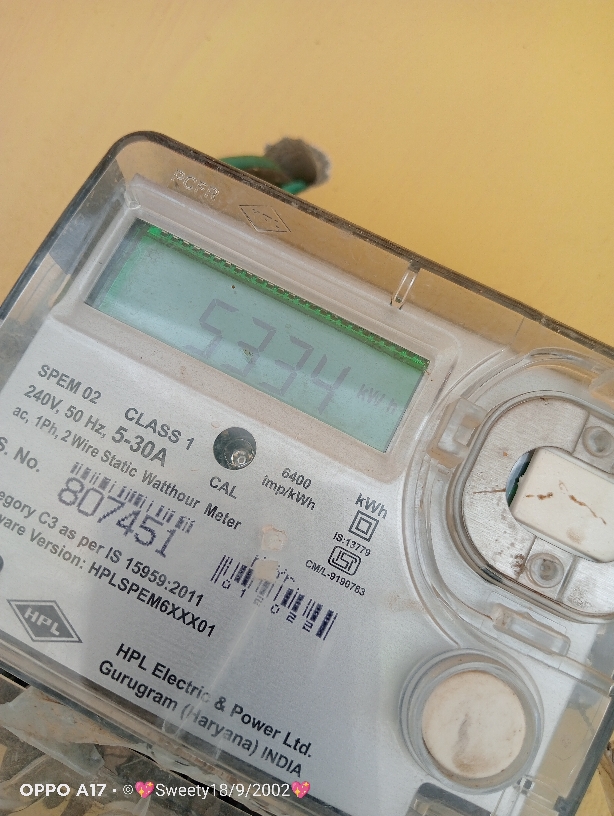 5334 kWh
SPEM 02 CLASS 1
240V, 50 Hz, 5-30A
ac, 1Ph, 2 Wire Static Watthour Meter
CAL
6400
imp/kWh
S. No.
807451
kWh
IS:13779
CM/L-9190763
egory C3 as per IS 15959:2011
ware Version: HPLSPEM6XXX01
HPL
HPL Electric & Power Ltd.
Gurugram (Haryana) INDIA
OPPO A17 · ©💖Sweety18/9/2002💖